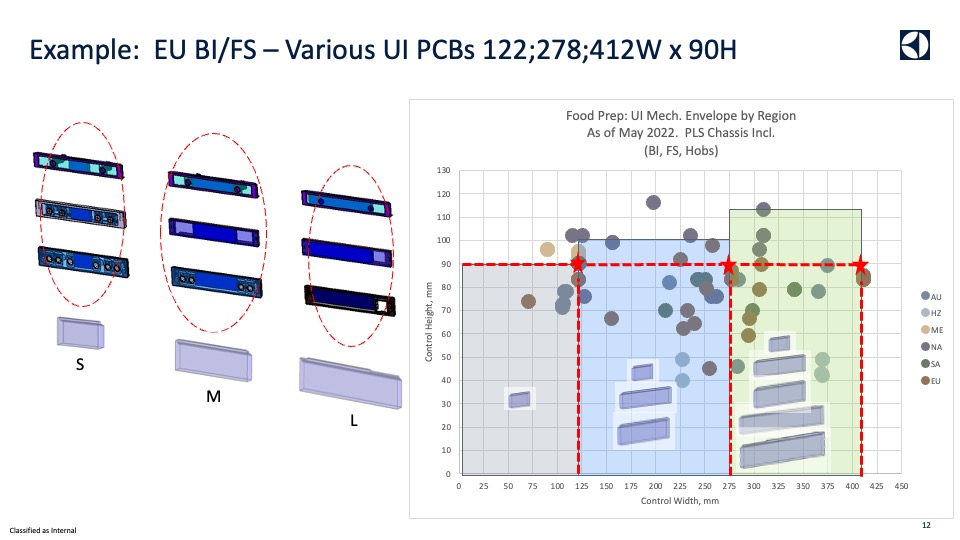 Example:  EU BI/FS – Various UI PCBs 122;278;412W x 90H
S
M
L
Food Prep: UI Mech. Envelope by Region
As of May 2022.  PLS Chassis Incl.
(BI, FS, Hobs)
Control Height, mm
130
120
110
100
90
80
70
60
50
40
30
20
10
0
0 25 50 75 100 125 150 175 200 225 250 275 300 325 350 375 400 425 450
Control Width, mm
AU
HZ
ME
NA
SA
EU
Classified as Internal
12